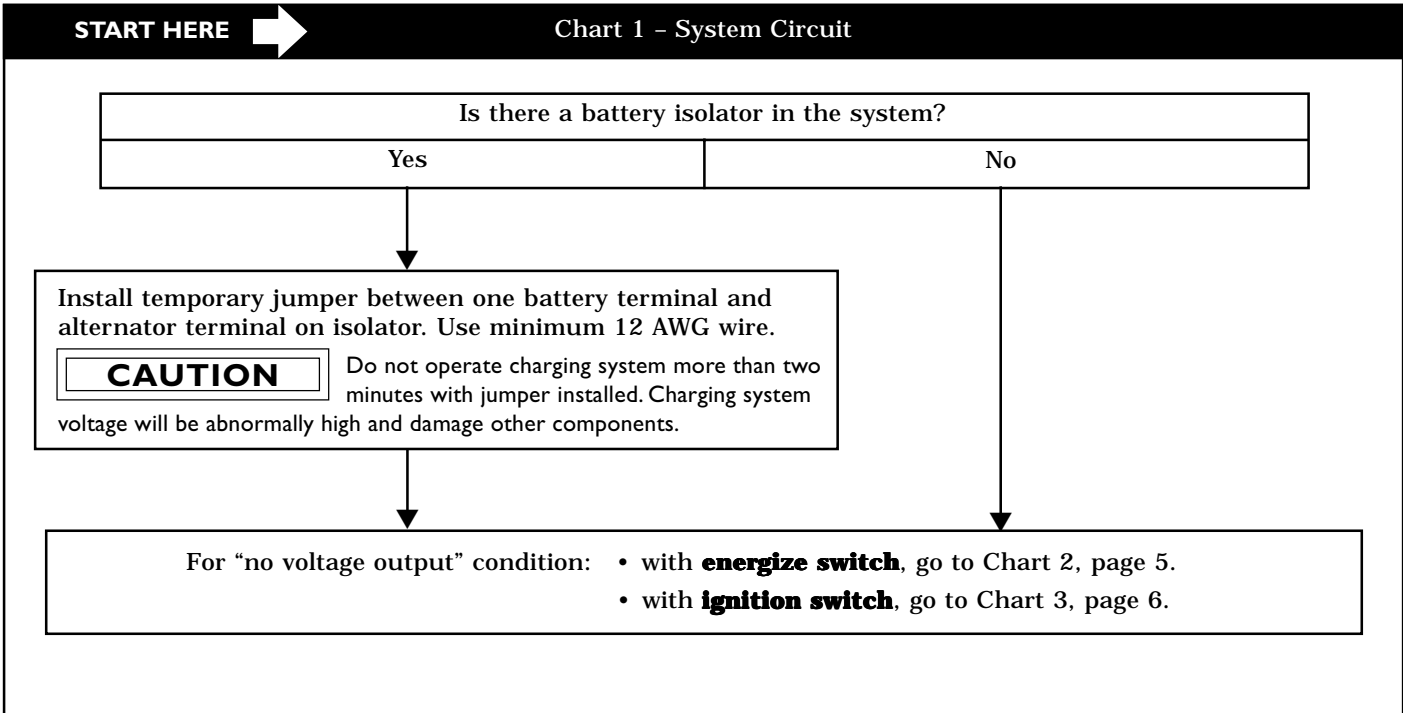 START HERE
Chart 1 – System Circuit
Is there a battery isolator in the system?
Yes
No
Install temporary jumper between one battery terminal and
alternator terminal on isolator. Use minimum 12 AWG wire.
CAUTION
Do not operate charging system more than two
minutes with jumper installed. Charging system
voltage will be abnormally high and damage other components.
For “no voltage output” condition: • with energize switch, go to Chart 2, page 5.
• with ignition switch, go to Chart 3, page 6.